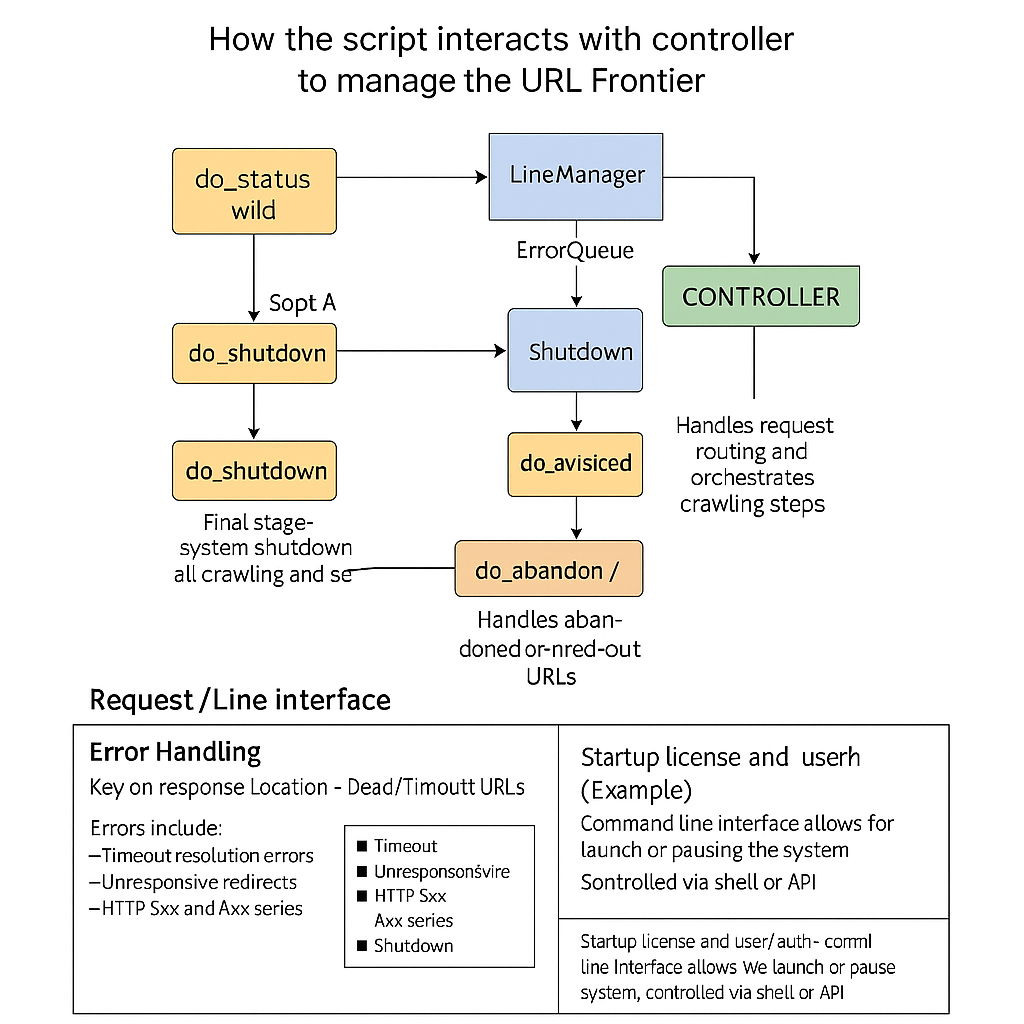 How the script interacts with controller
to manage the URL Frontier
do_status
wild
LineManager
ErrorQueue
CONTROLLER
Sopt A
do_shutdovn
Shutdown
do_shutdown
do_avisiced
Handles request
routing and
orchestrates
crawling steps
Final stage-
system shutdown
all crawling and se
do_abandon /
Handles aban-
doned or-nred-out
URLs
Request /Line interface
Error Handling
Key on response Location - Dead/Timoutt URLs
Errors include:
–Timeout resolution errors
–Unresponsive redirects
–HTTP Sxx and Axx series
■ Timeout
■ Unresponsonśvire
■ HTTP Sxx
Axx series
■ Shutdown
Startup license and userh
(Example)
Command line interface allows for
launch or pausing the system
Sontrolled via shell or API
Startup license and user/auth- comml
line Interface allows We launch or pause
system, controlled via shell or API